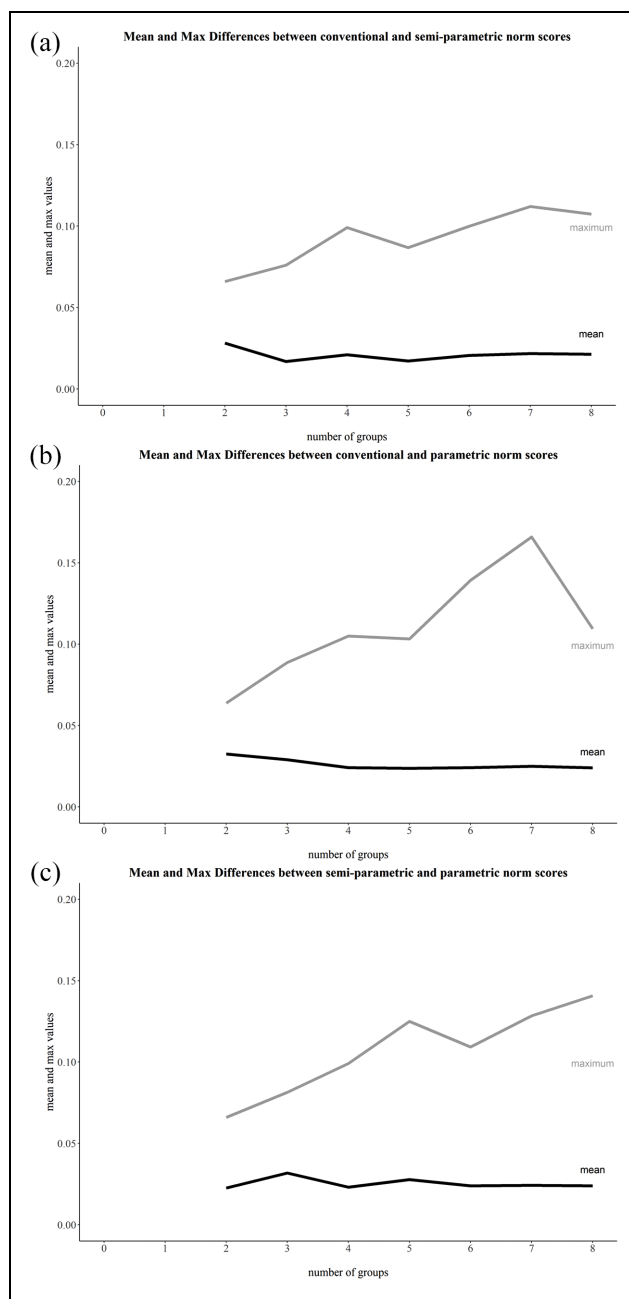 (a)
Mean and Max Differences between conventional and semi-parametric norm scores
0.20
0.15
0.10
0.05
0.00
mean and max values
maximum
mean
0 1 2 3 4 5 6 7 8
number of groups
(b)
Mean and Max Differences between conventional and parametric norm scores
0.20
0.15
0.10
0.05
0.00
mean and max values
maximum
mean
0 1 2 3 4 5 6 7 8
number of groups
(c)
Mean and Max Differences between semi-parametric and parametric norm scores
0.20
0.15
0.10
0.05
0.00
mean and max values
maximum
mean
0 1 2 3 4 5 6 7 8
number of groups